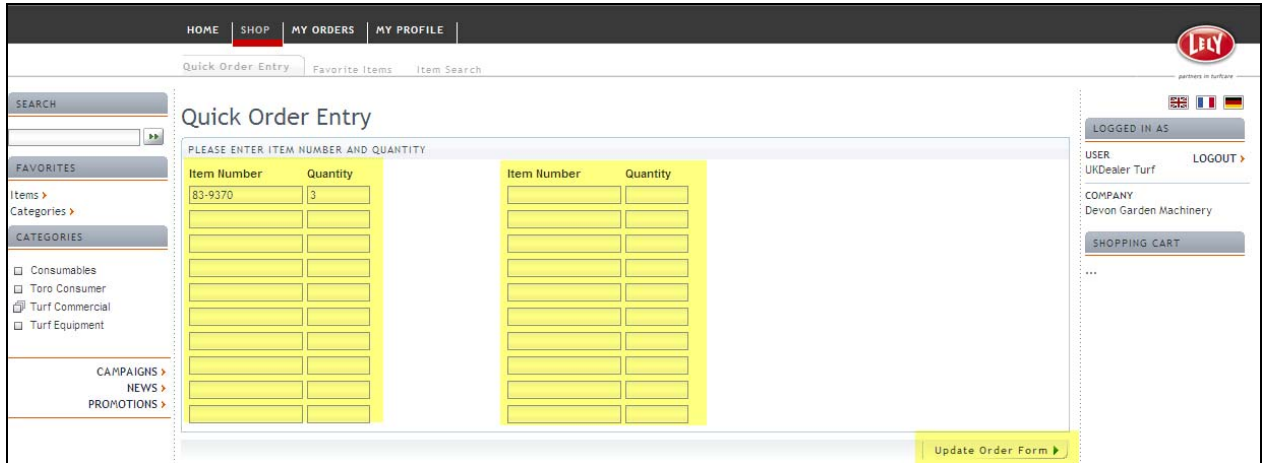 HOME SHOP MY ORDERS MY PROFILE
LELY
partners in turfcare
Quick Order Entry Favorite Items Item Search
SEARCH
FAVORITES
Items
Categories
CATEGORIES
Consumables
Toro Consumer
Turf Commercial
Turf Equipment
CAMPAIGNS
NEWS
PROMOTIONS
Quick Order Entry
PLEASE ENTER ITEM NUMBER AND QUANTITY
Item Number Quantity Item Number Quantity
83-9370 3
Update Order Form
LOGGED IN AS
USER LOGOUT
UKDealer Turf
COMPANY
Devon Garden Machinery
SHOPPING CART
...